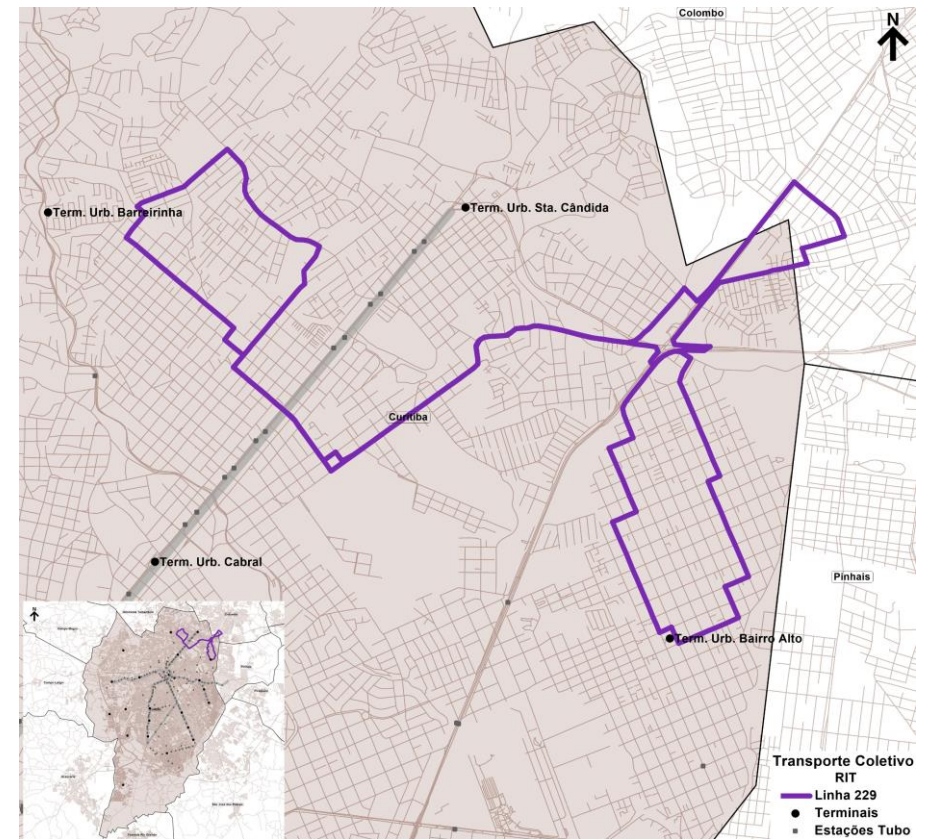 Colombo
N
Term. Urb. Barreirinha
Term. Urb. Sta. Cândida
Curitiba
Term. Urb. Cabral
Pinhais
Term. Urb. Bairro Alto
N
Transporte Coletivo
RIT
Linha 229
Terminais
Estações Tubo